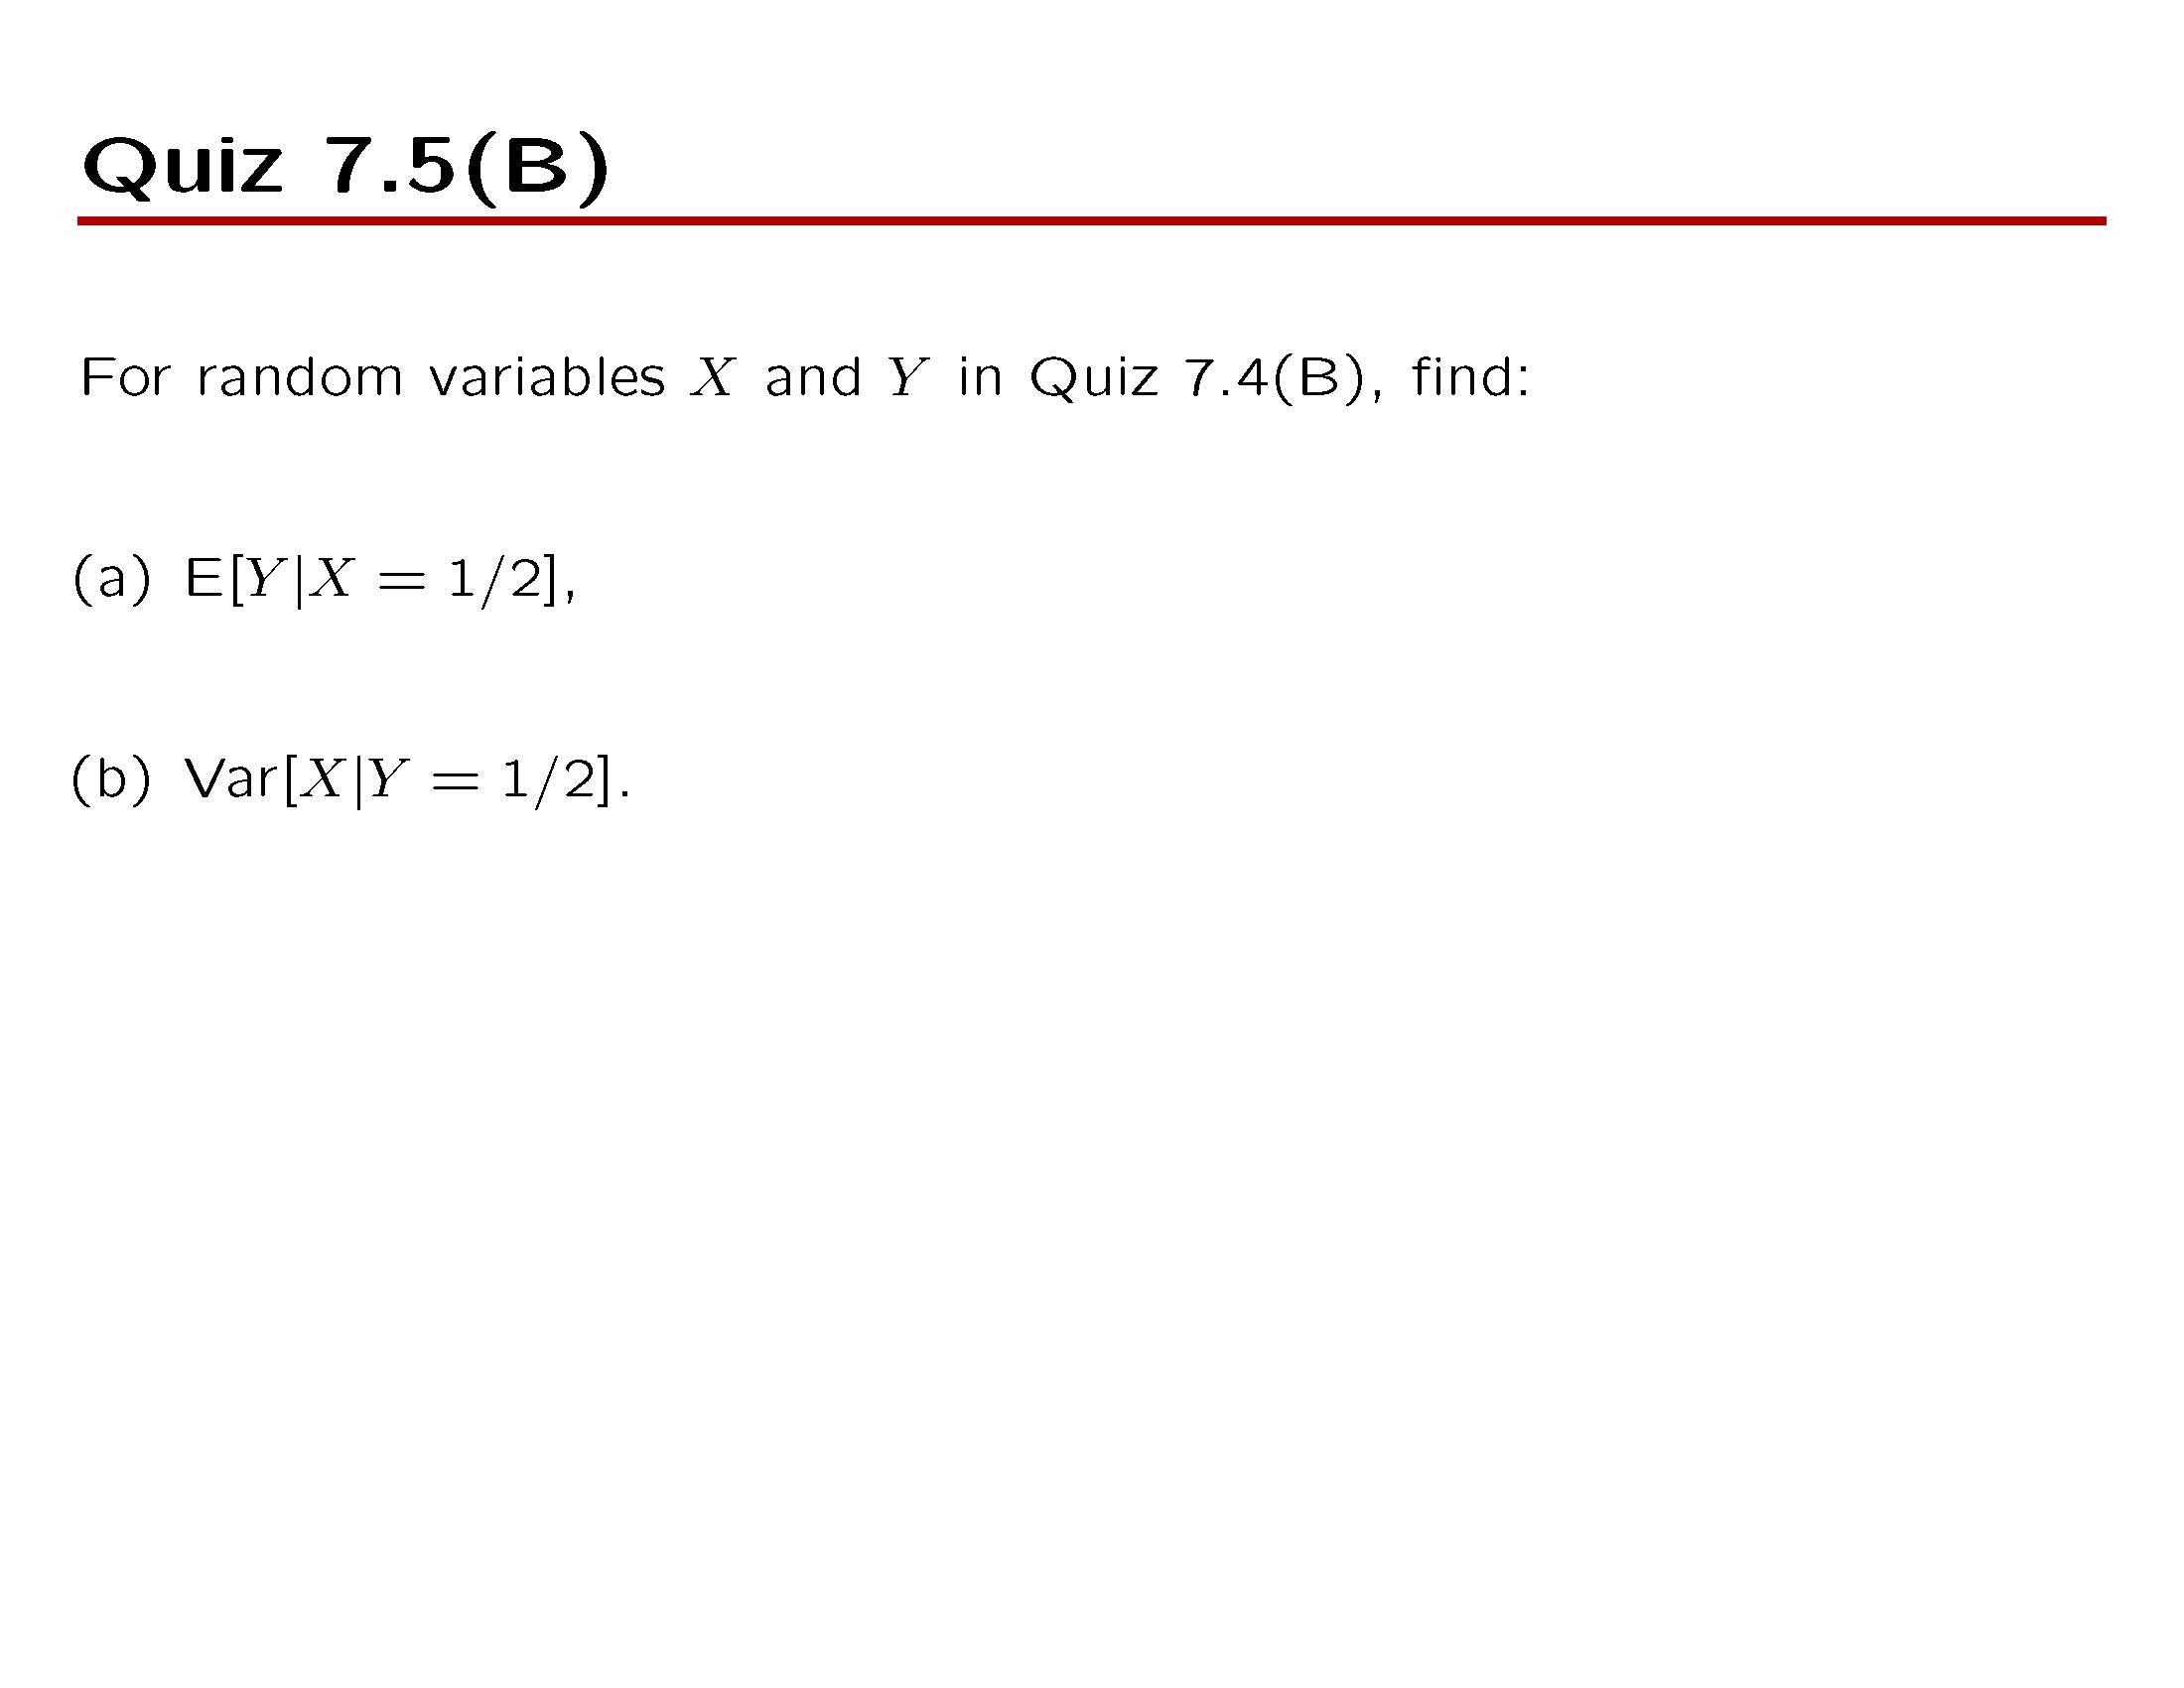 Quiz 7.5(B)
For random variables X and Y in Quiz 7.4(B), find:
(a) E[Y|X = 1/2],
(b) Var[X|Y = 1/2].